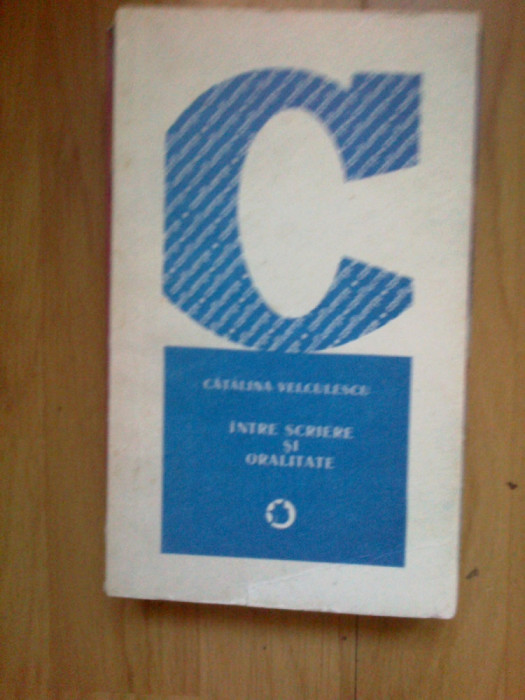 C
CĂTĂLINA VELCULESCU
ÎNTRE SCRIERE
ȘI
ORALITATE